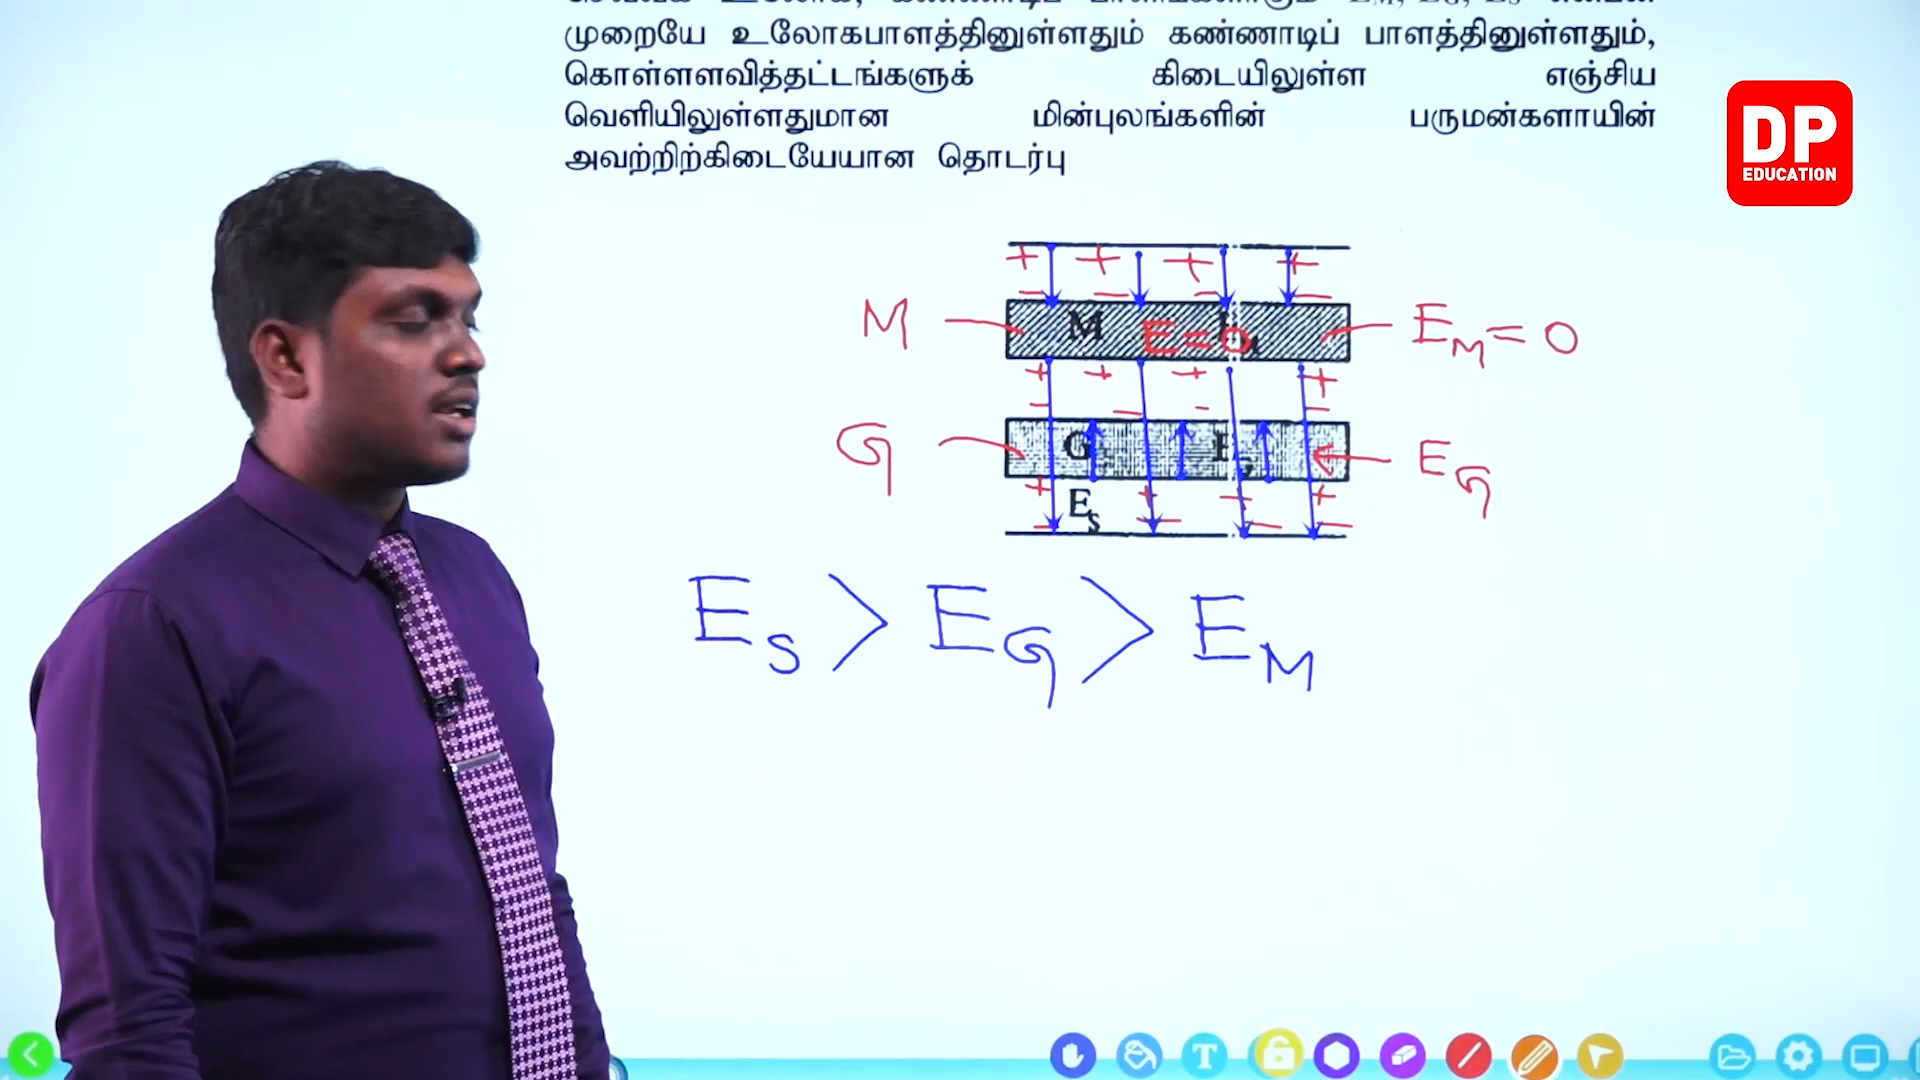 முறையே உலோகபாளத்தினுள்ளதும் கண்ணாடிப் பாளத்தினுள்ளதும்,
கொள்ளளவித்தட்டங்களுக் கிடையிலுள்ள எஞ்சிய
வெளியிலுள்ளதுமான மின்புலங்களின் பருமன்களாயின்
அவற்றிற்கிடையேயான தொடர்பு
DP
EDUCATION
+ + + +
M M E=0 E_M = 0
+ + + +
G G E_G
+ + + +
E_S
E_S > E_G > E_M
T